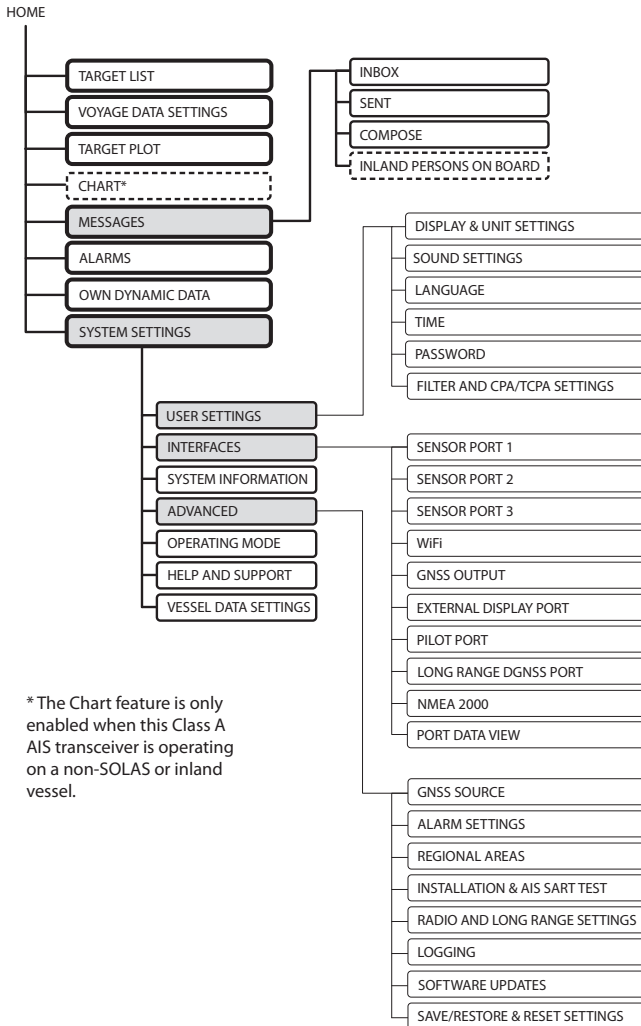 HOME
TARGET LIST
VOYAGE DATA SETTINGS
TARGET PLOT
CHART*
MESSAGES
ALARMS
OWN DYNAMIC DATA
SYSTEM SETTINGS
INBOX
SENT
COMPOSE
INLAND PERSONS ON BOARD
USER SETTINGS
INTERFACES
SYSTEM INFORMATION
ADVANCED
OPERATING MODE
HELP AND SUPPORT
VESSEL DATA SETTINGS
DISPLAY & UNIT SETTINGS
SOUND SETTINGS
LANGUAGE
TIME
PASSWORD
FILTER AND CPA/TCPA SETTINGS
SENSOR PORT 1
SENSOR PORT 2
SENSOR PORT 3
WiFi
GNSS OUTPUT
EXTERNAL DISPLAY PORT
PILOT PORT
LONG RANGE DGNSS PORT
NMEA 2000
PORT DATA VIEW
GNSS SOURCE
ALARM SETTINGS
REGIONAL AREAS
INSTALLATION & AIS SART TEST
RADIO AND LONG RANGE SETTINGS
LOGGING
SOFTWARE UPDATES
SAVE/RESTORE & RESET SETTINGS
* The Chart feature is only
enabled when this Class A
AIS transceiver is operating
on a non-SOLAS or inland
vessel.